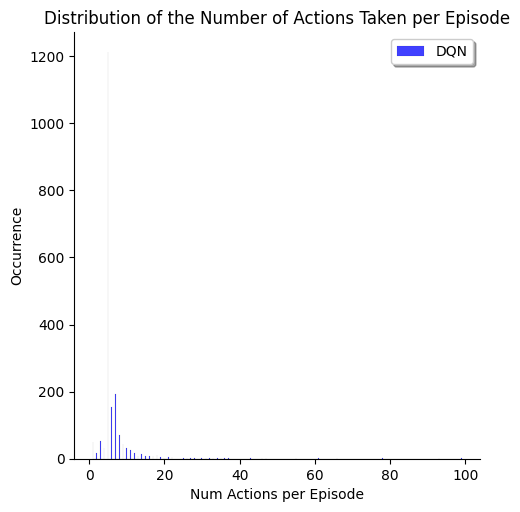 Distribution of the Number of Actions Taken per Episode
DQN
1200
1000
800
600
400
200
0
0 20 40 60 80 100
Occurrence
Num Actions per Episode